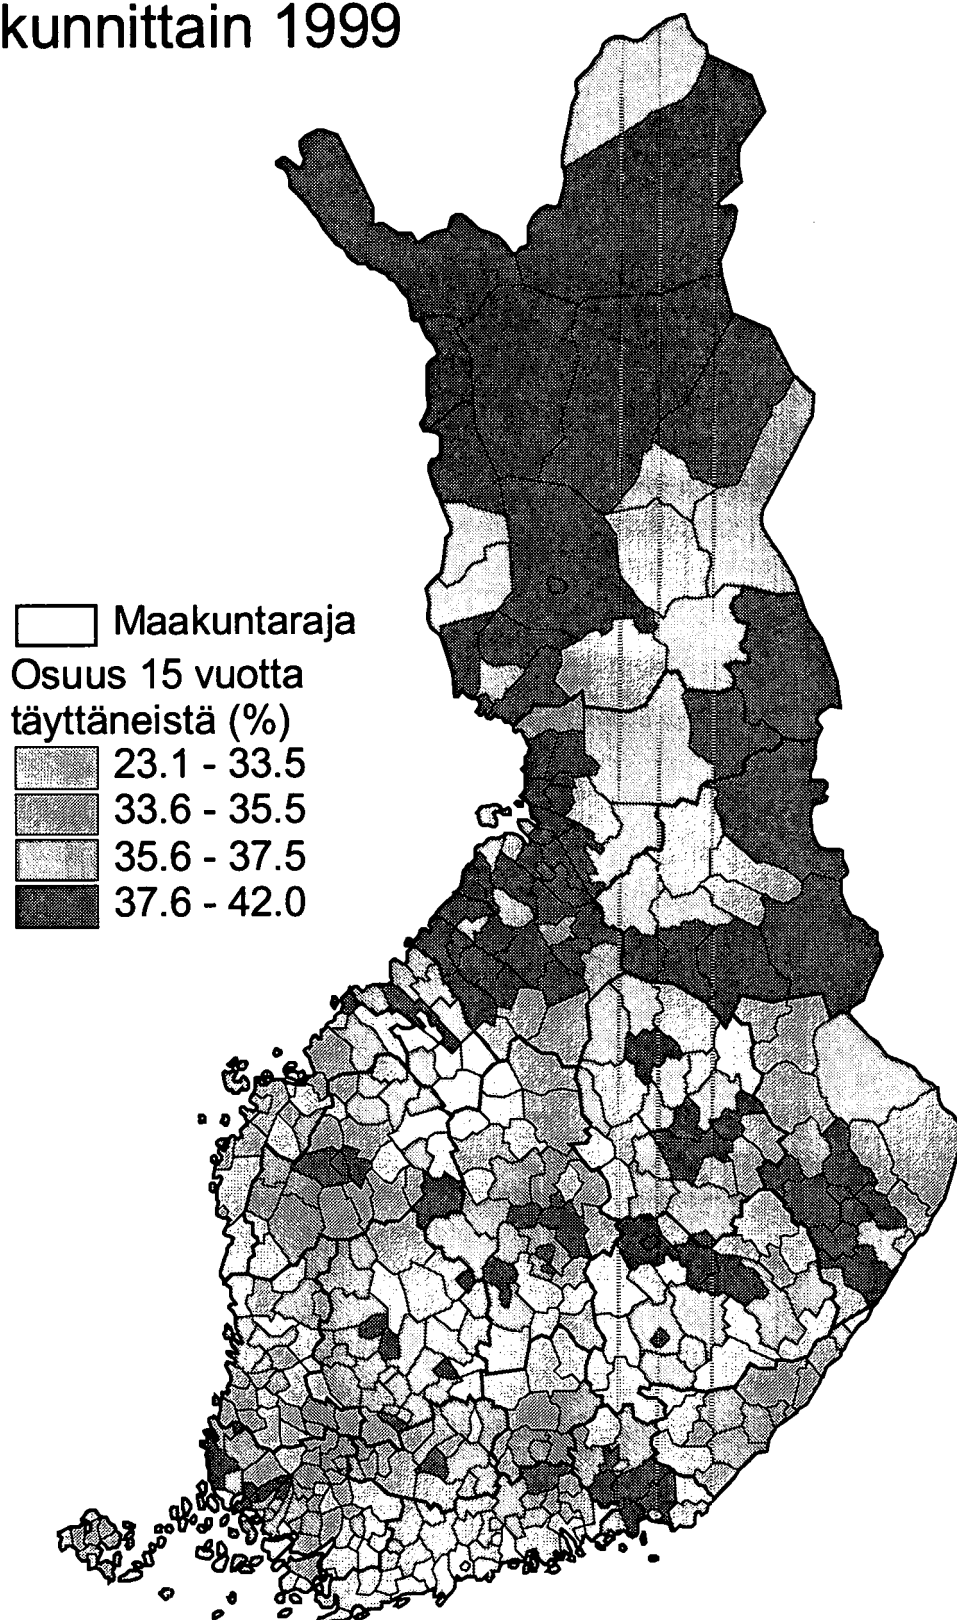 kunnittain 1999
Maakuntaraja
Osuus 15 vuotta
täyttäneistä (%)
23.1 - 33.5
33.6 - 35.5
35.6 - 37.5
37.6 - 42.0